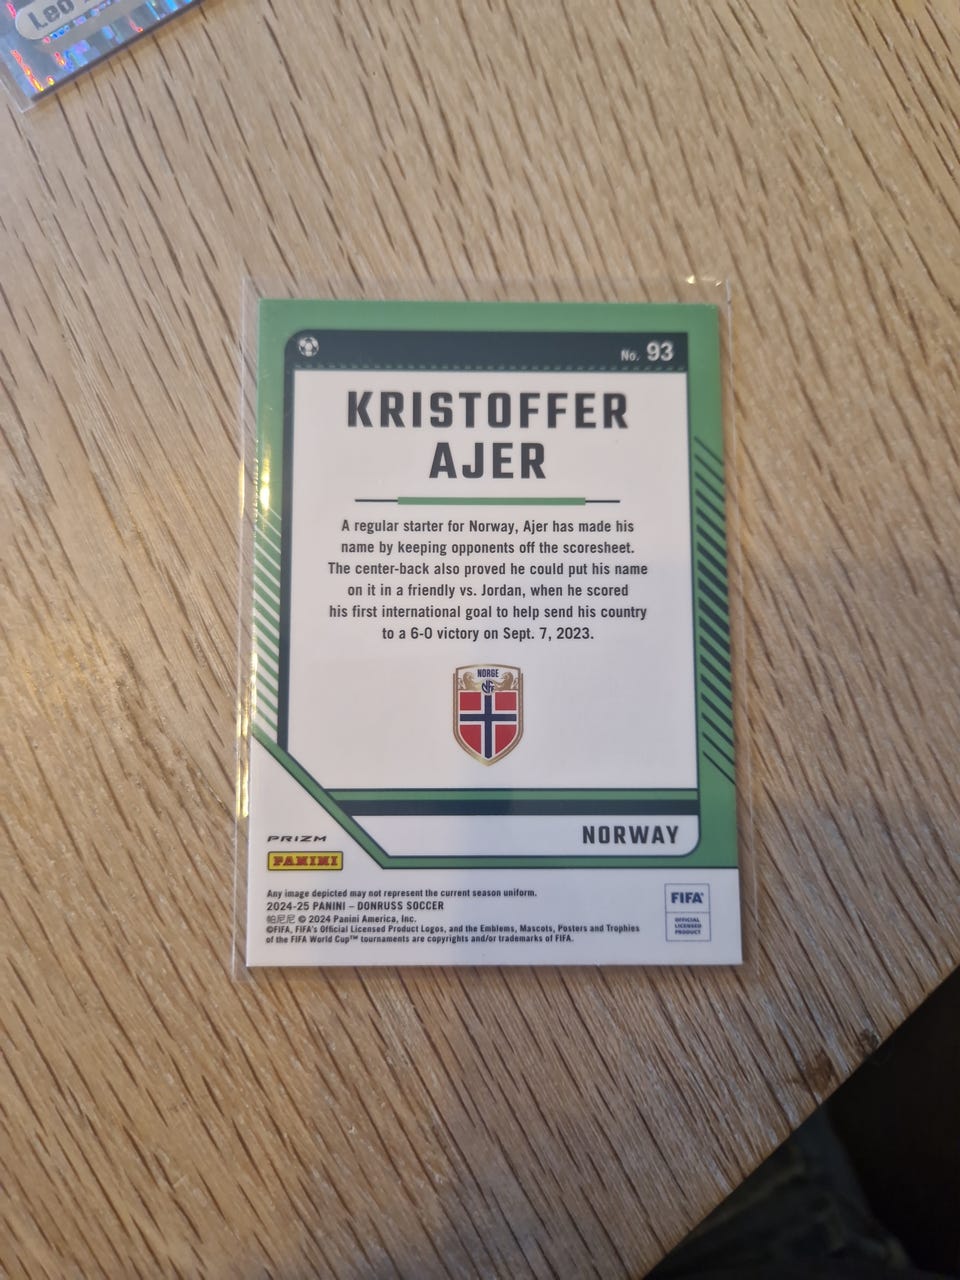 Leo
No. 93
KRISTOFFER
AJER
A regular starter for Norway, Ajer has made his
name by keeping opponents off the scoresheet.
The center-back also proved he could put his name
on it in a friendly vs. Jordan, when he scored
his first international goal to help send his country
to a 6-0 victory on Sept. 7, 2023.
NORGE
NORWAY
PRIZM
PANINI
Any image depicted may not represent the current season uniform.
2024-25 PANINI – DONRUSS SOCCER
帕尼尼 © 2024 Panini America, Inc.
©FIFA, FIFA's Official Licensed Product Logos, and the Emblems, Mascots, Posters and Trophies
of the FIFA World Cup™ tournaments are copyrights and/or trademarks of FIFA.
FIFA®
OFFICIAL
LICENSED
PRODUCT